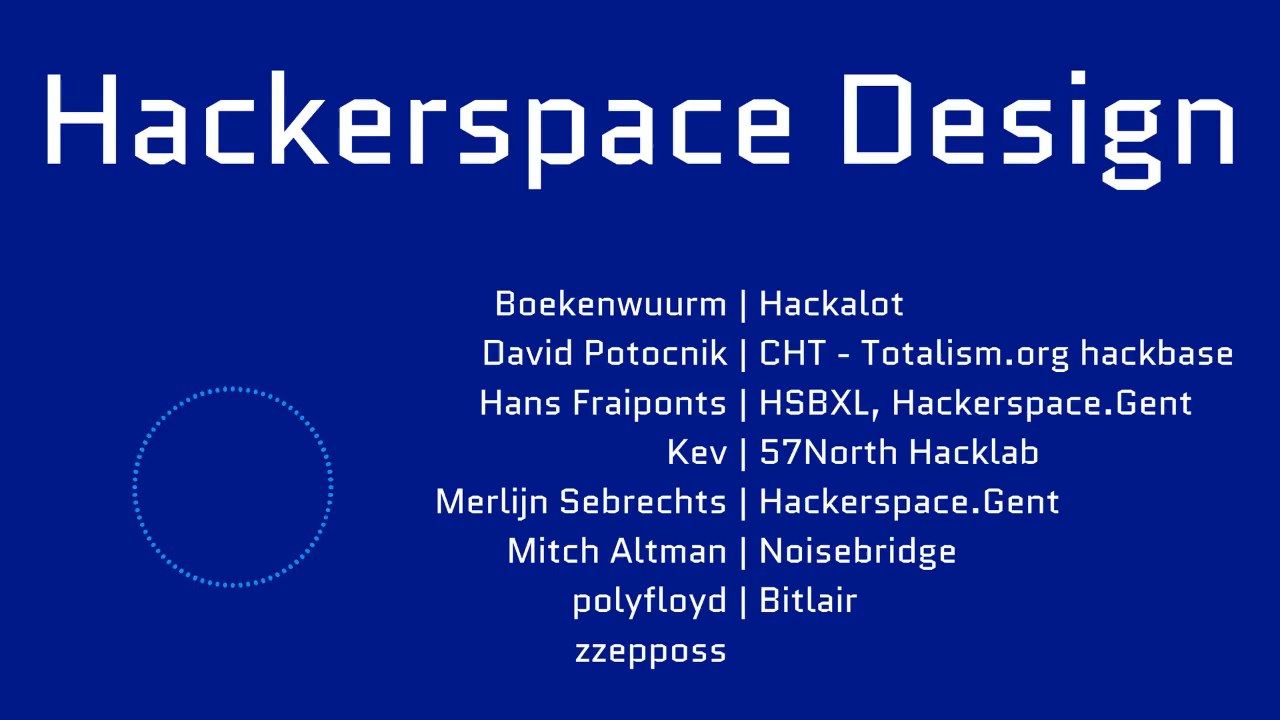 Hackerspace Design
Boekenwuurm | Hackalot
David Potocnik | CHT - Totalism.org hackbase
Hans Fraiponts | HSBXL, Hackerspace.Gent
Kev | 57North Hacklab
Merlijn Sebrechts | Hackerspace.Gent
Mitch Altman | Noisebridge
polyfloyd | Bitlair
zzepposs